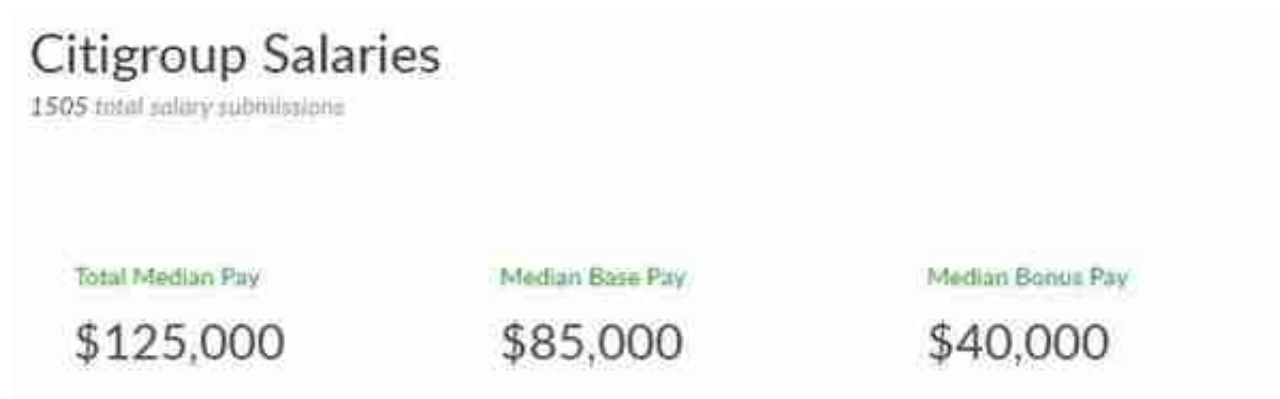 Citigroup Salaries
1505 total salary submissions
Total Median Pay Median Base Pay Median Bonus Pay
$125,000 $85,000 $40,000